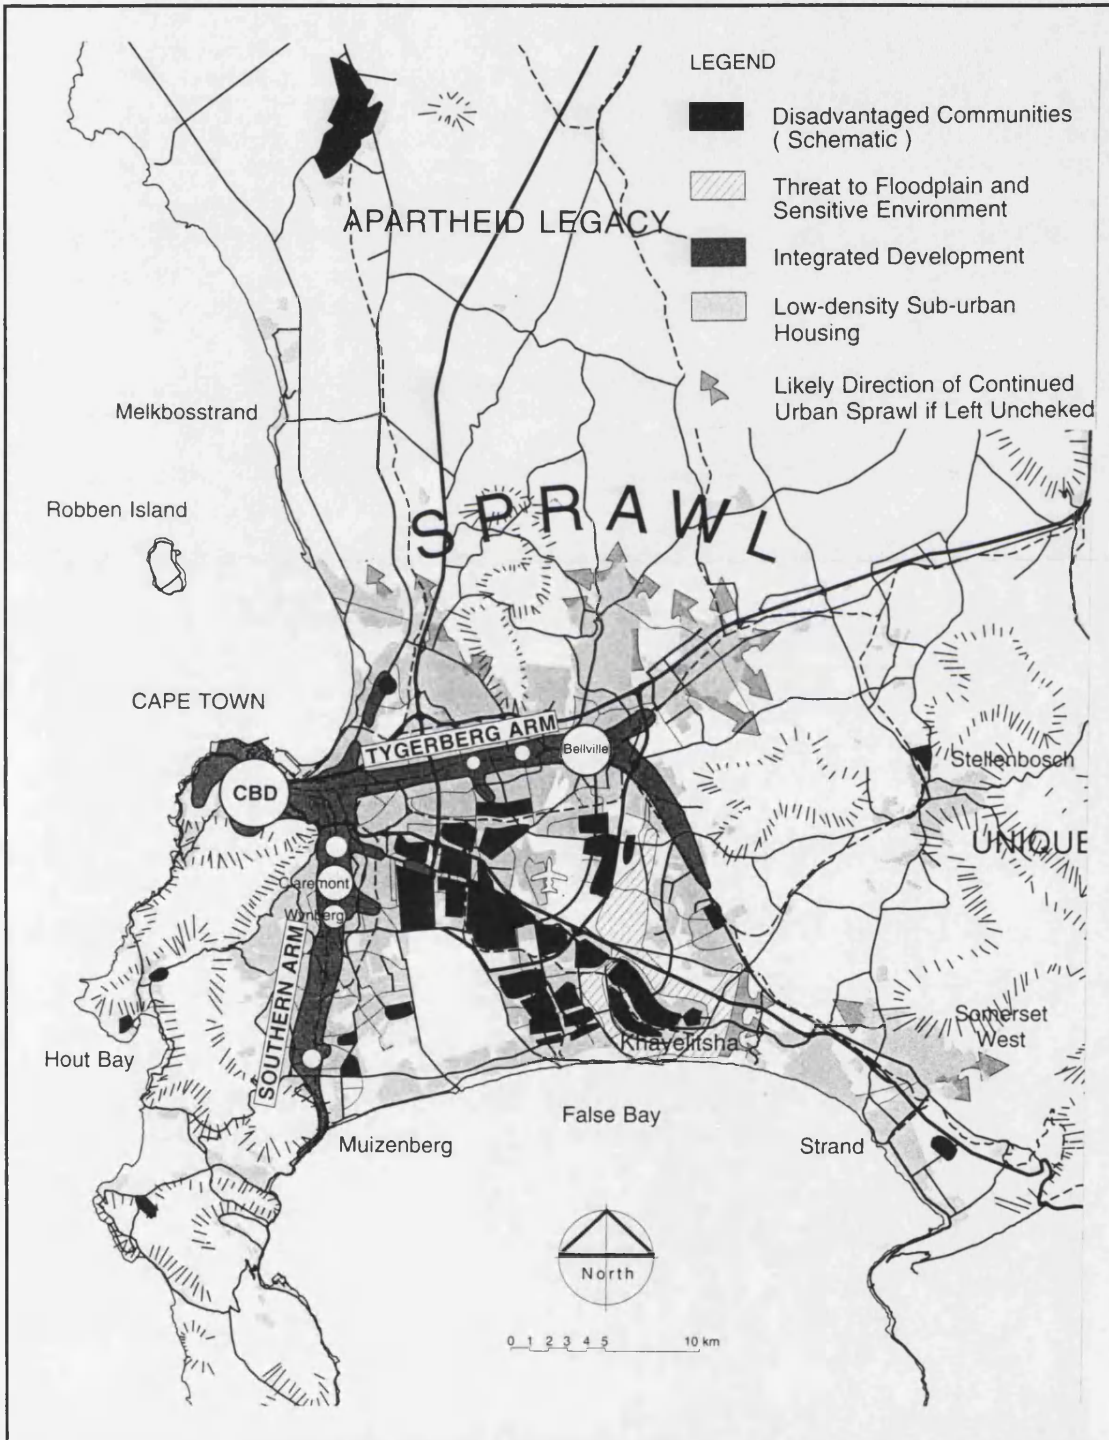 LEGEND
Disadvantaged Communities
( Schematic )
Threat to Floodplain and
Sensitive Environment
Integrated Development
Low-density Sub-urban
Housing
Likely Direction of Continued
Urban Sprawl if Left Uncheked
APARTHEID LEGACY
Melkbosstrand
SPRAWL
Robben Island
CAPE TOWN
TYGERBERG ARM
Bellville
CBD
Stellenbosch
UNIQUE
Claremont
Wynberg
SOUTHERN ARM
Somerset
West
Hout Bay
Khayelitsha
False Bay
Muizenberg
Strand
North
0 1 2 3 4 5 10 km